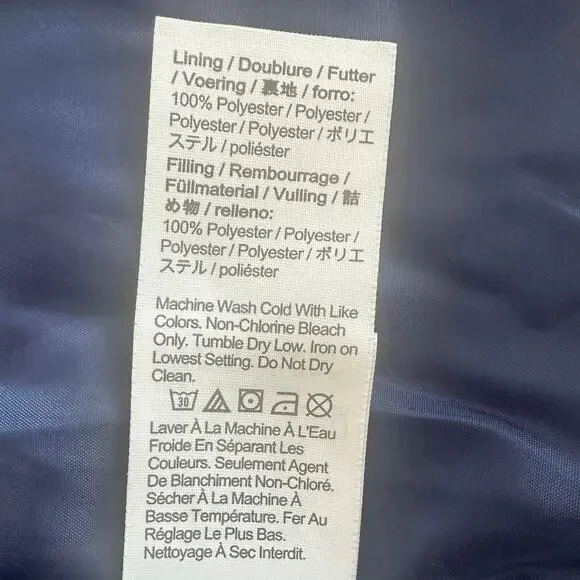 Lining / Doublure / Futter
/ Voering / 裏地 / forro:
100% Polyester / Polyester /
Polyester / Polyester / ポリエ
ステル / poliéster
Filling / Rembourrage /
Füllmaterial / Vulling / 詰
め物 / relleno:
100% Polyester / Polyester /
Polyester / Polyester / ポリエ
ステル / poliéster
Machine Wash Cold With Like
Colors. Non-Chlorine Bleach
Only. Tumble Dry Low. Iron on
Lowest Setting. Do Not Dry
Clean.
30
Laver À La Machine À L'Eau
Froide En Séparant Les
Couleurs. Seulement Agent
De Blanchiment Non-Chloré.
Sécher À La Machine À
Basse Température. Fer Au
Réglage Le Plus Bas.
Nettoyage À Sec Interdit.